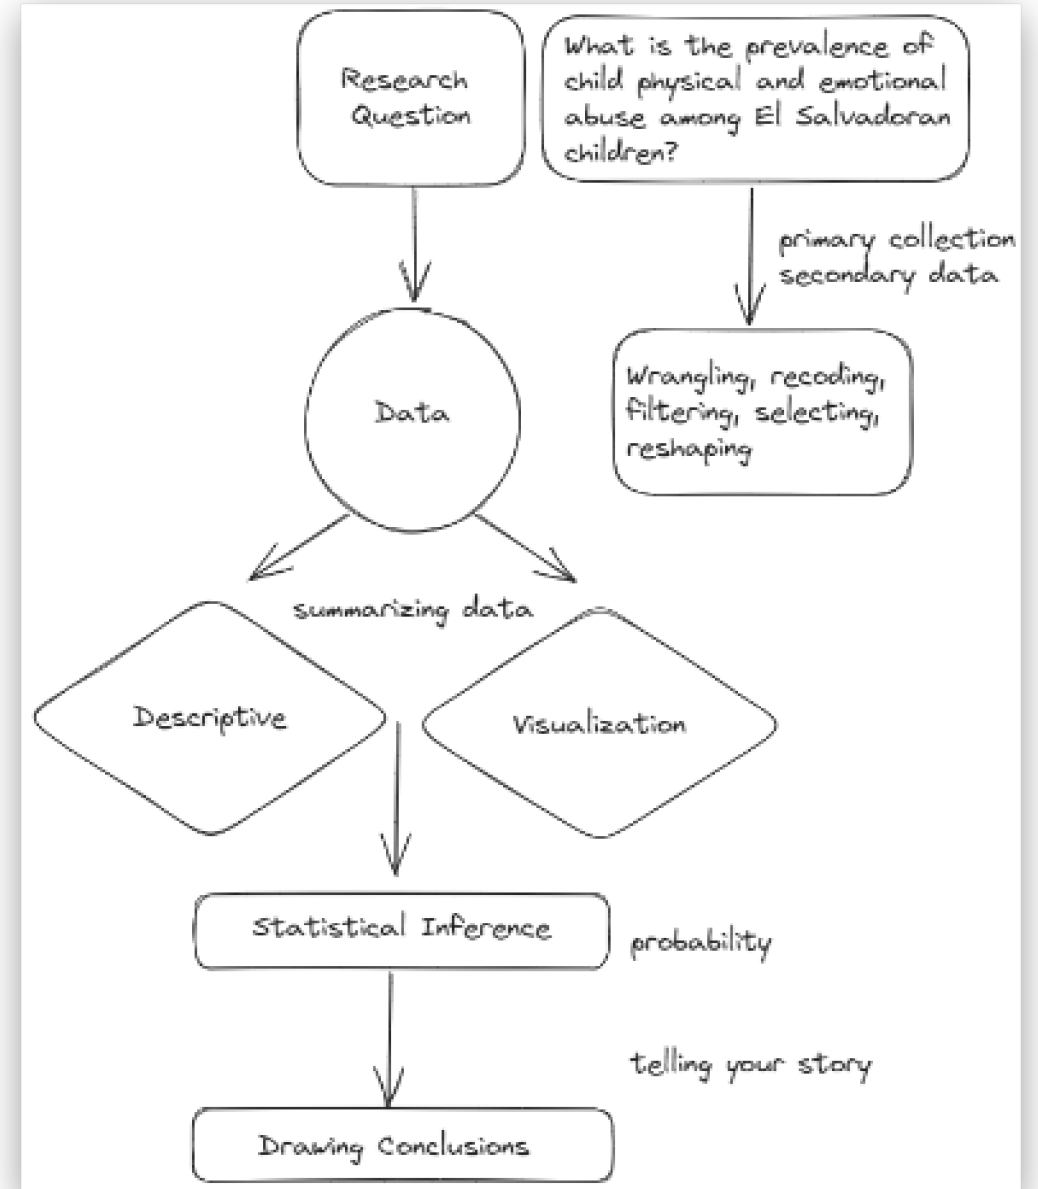 Research
Question
What is the prevalence of
child physical and emotional
abuse among El Salvadoran
children?
primary collection
secondary data
Data
Wrangling, recoding,
filtering, selecting,
reshaping
summarizing data
Descriptive
Visualization
Statistical Inference
probability
telling your story
Drawing Conclusions